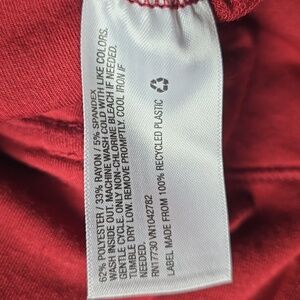 62% POLYESTER / 33% RAYON / 5% SPANDEX
WASH INSIDE OUT. MACHINE WASH COLD WITH LIKE COLORS.
GENTLE CYCLE. ONLY NON-CHLORINE BLEACH IF NEEDED.
TUMBLE DRY LOW. REMOVE PROMPTLY. COOL IRON IF
NEEDED.
RN17730 VN1042782
LABEL MADE FROM 100% RECYCLED PLASTIC